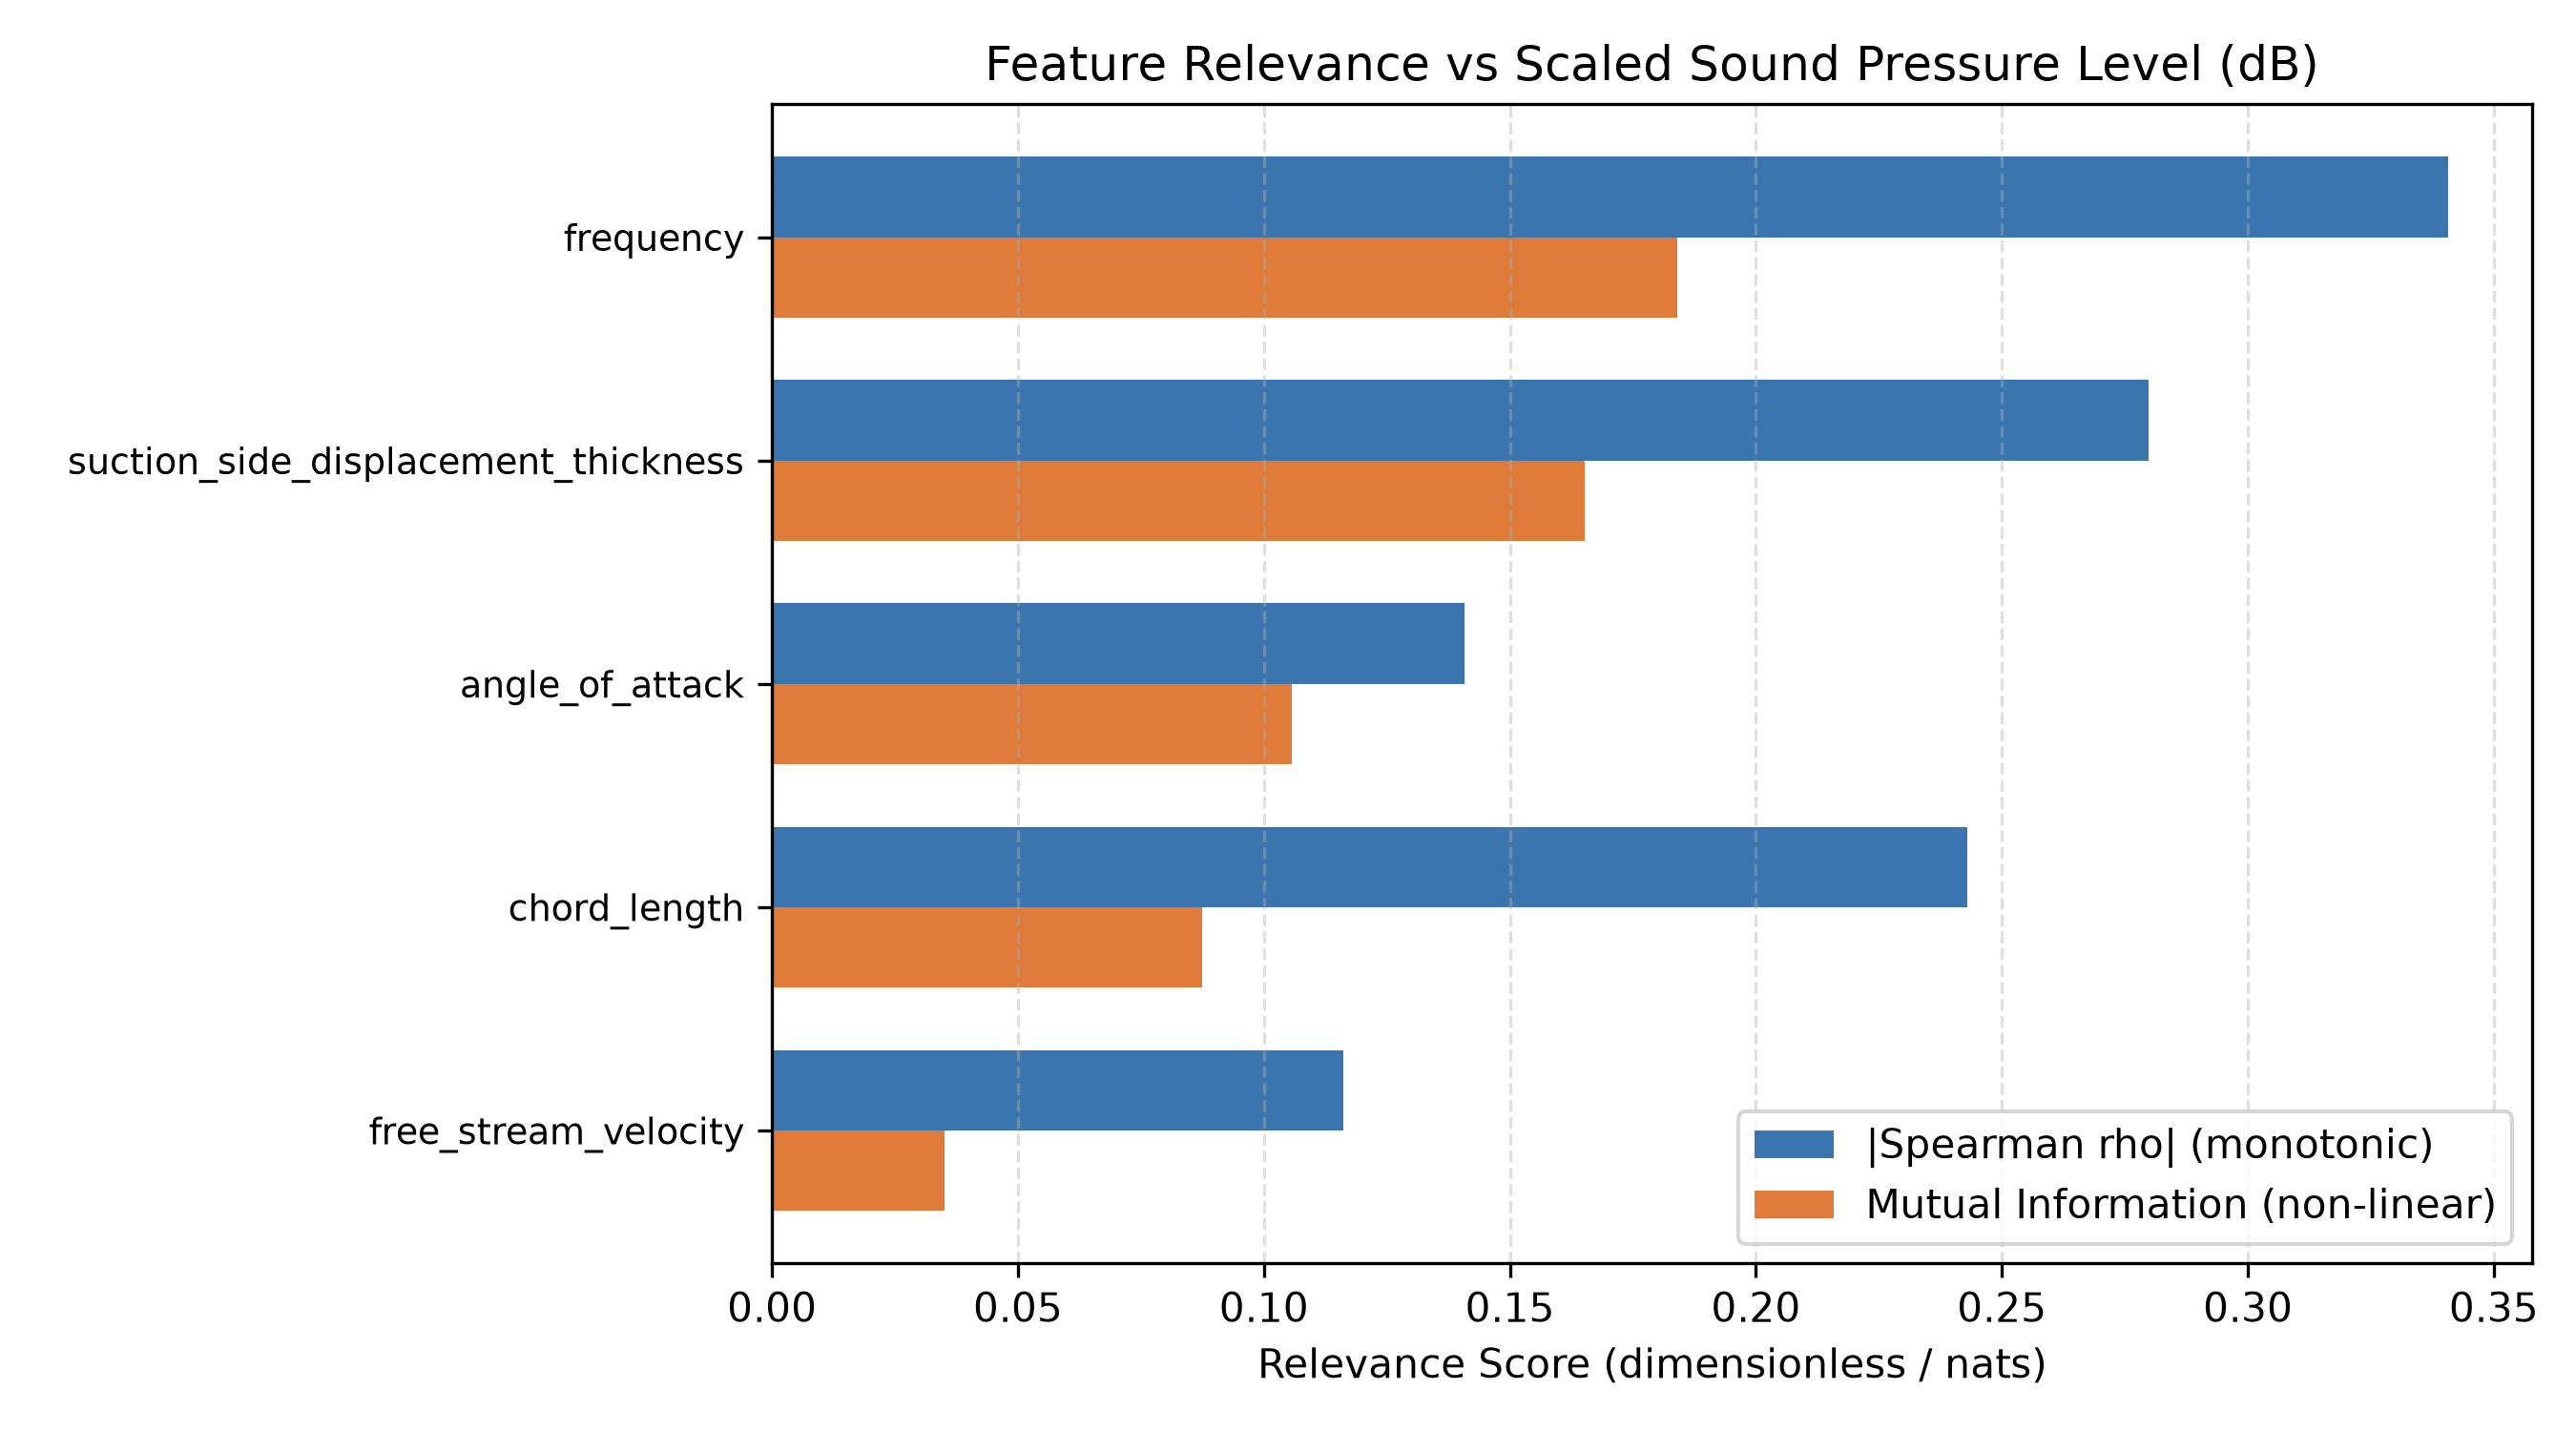 Feature Relevance vs Scaled Sound Pressure Level (dB)
frequency
suction_side_displacement_thickness
angle_of_attack
chord_length
free_stream_velocity
|Spearman rho| (monotonic)
Mutual Information (non-linear)
0.00 0.05 0.10 0.15 0.20 0.25 0.30 0.35
Relevance Score (dimensionless / nats)